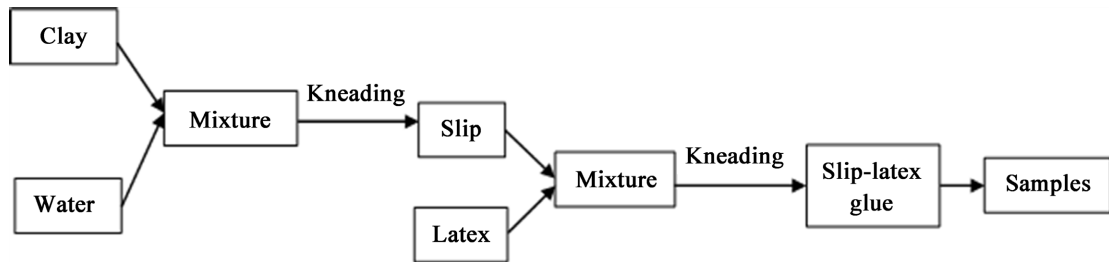 Clay
Water
Mixture
Kneading
Slip
Latex
Mixture
Kneading
Slip-latex
glue
Samples